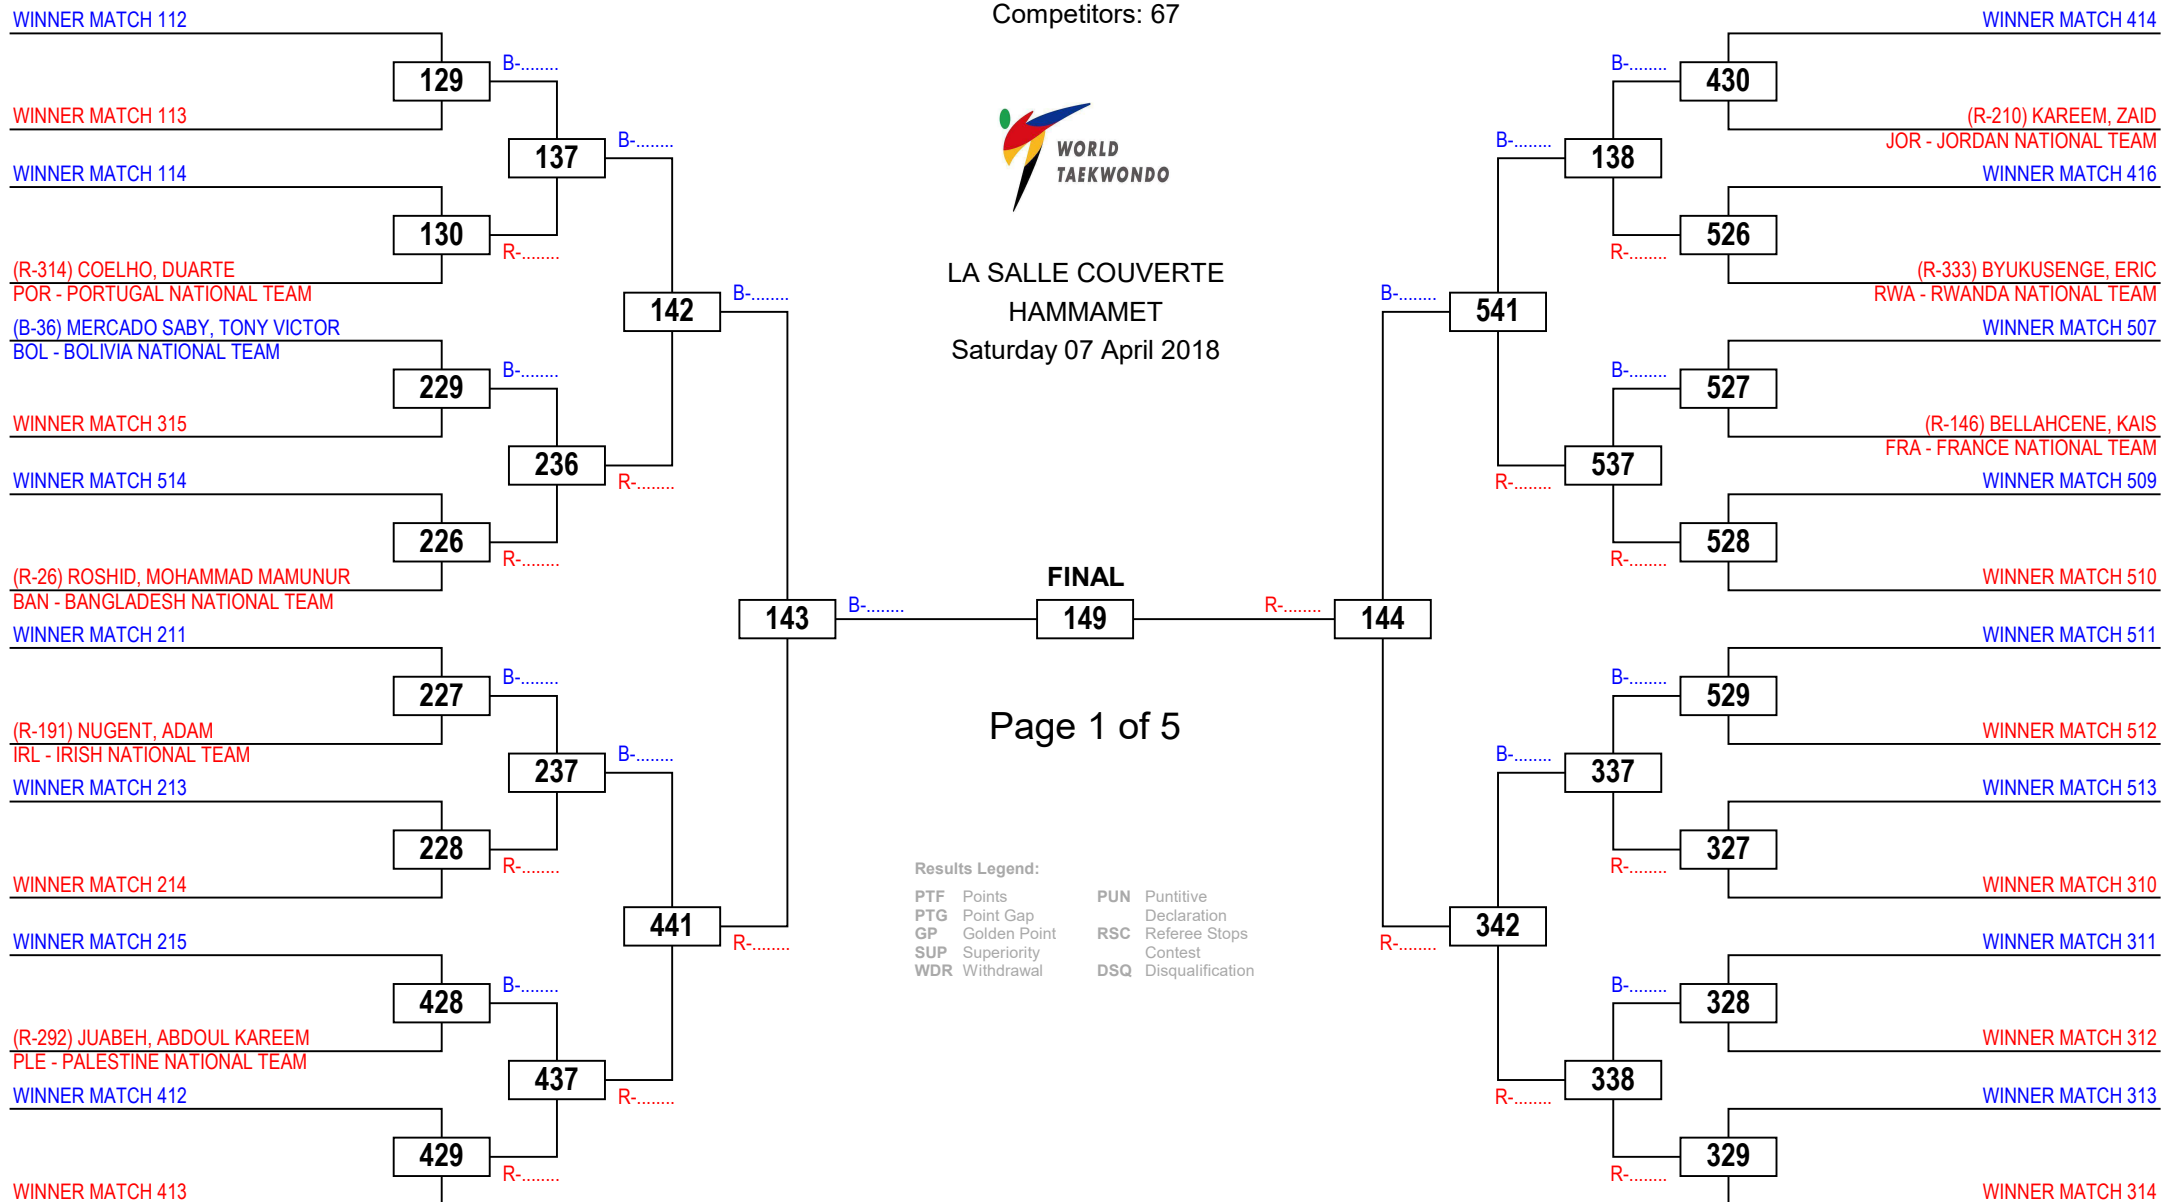 Competitors: 67
WORLD
TAEKWONDO
LA SALLE COUVERTE
HAMMAMET
Saturday 07 April 2018
WINNER MATCH 112
129
B-........
WINNER MATCH 113
137
B-........
WINNER MATCH 114
130
R-........
(R-314) COELHO, DUARTE
POR - PORTUGAL NATIONAL TEAM
142
B-........
(B-36) MERCADO SABY, TONY VICTOR
BOL - BOLIVIA NATIONAL TEAM
229
B-........
WINNER MATCH 315
236
R-........
WINNER MATCH 514
226
R-........
(R-26) ROSHID, MOHAMMAD MAMUNUR
BAN - BANGLADESH NATIONAL TEAM
143
B-........
WINNER MATCH 211
227
B-........
(R-191) NUGENT, ADAM
IRL - IRISH NATIONAL TEAM
237
B-........
WINNER MATCH 213
228
R-........
WINNER MATCH 214
441
R-........
WINNER MATCH 215
428
B-........
(R-292) JUABEH, ABDOUL KAREEM
PLE - PALESTINE NATIONAL TEAM
437
R-........
WINNER MATCH 412
429
R-........
WINNER MATCH 413
FINAL
149
Page 1 of 5
Results Legend:
PTF Points
PTG Point Gap
GP Golden Point
SUP Superiority
WDR Withdrawal
PUN Puntitive
Declaration
RSC Referee Stops
Contest
DSQ Disqualification
WINNER MATCH 414
B-........
430
(R-210) KAREEM, ZAID
JOR - JORDAN NATIONAL TEAM
B-........
138
WINNER MATCH 416
R-........
526
(R-333) BYUKUSENGE, ERIC
RWA - RWANDA NATIONAL TEAM
B-........
541
WINNER MATCH 507
B-........
527
(R-146) BELLAHCENE, KAIS
FRA - FRANCE NATIONAL TEAM
R-........
537
WINNER MATCH 509
R-........
528
WINNER MATCH 510
R-........
144
WINNER MATCH 511
B-........
529
WINNER MATCH 512
B-........
337
WINNER MATCH 513
R-........
327
WINNER MATCH 310
R-........
342
WINNER MATCH 311
B-........
328
WINNER MATCH 312
R-........
338
WINNER MATCH 313
R-........
329
WINNER MATCH 314